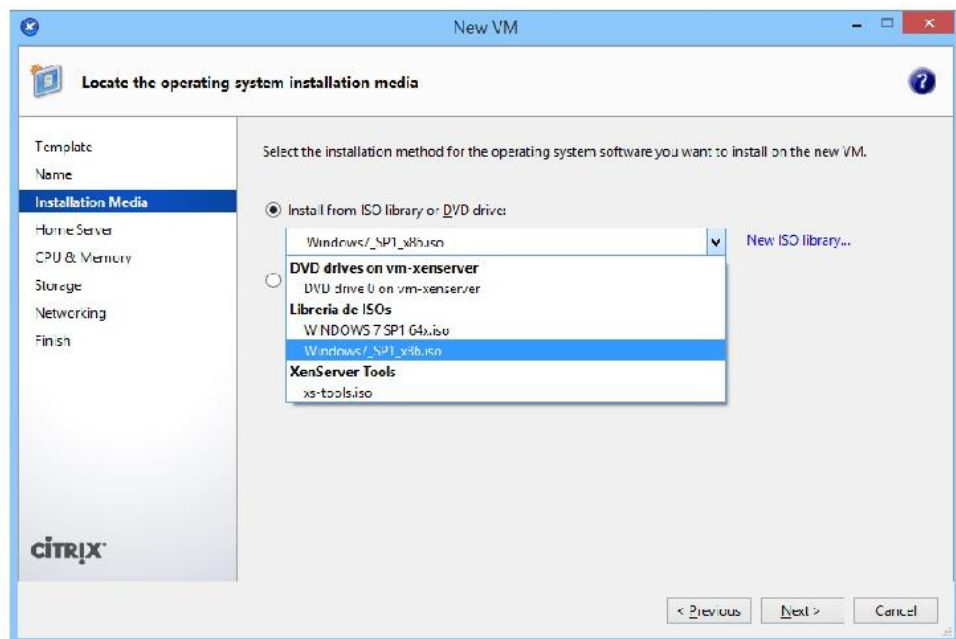 New VM
Locate the operating system installation media
Template
Name
Installation Media
Home Server
CPU & Memory
Storage
Networking
Finish
Select the installation method for the operating system software you want to install on the new VM.
Install from ISO library or DVD drive:
Windows7_SP1_x86.iso
New ISO library...
DVD drives on vm-xenserver
DVD drive 0 on vm-xenserver
Libreria de ISOs
WINDOWS 7 SP1 64x.iso
Windows7_SP1_x86.iso
XenServer Tools
xs-tools.iso
CİTRIX
< Previous
Next >
Cancel